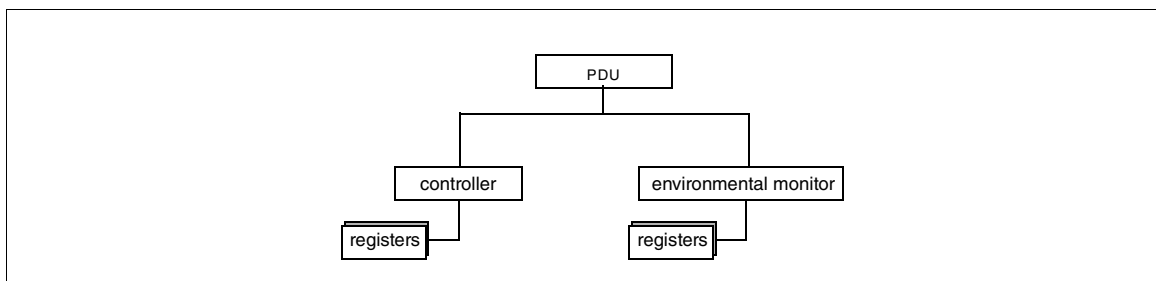 PDU
controller
environmental monitor
registers
registers